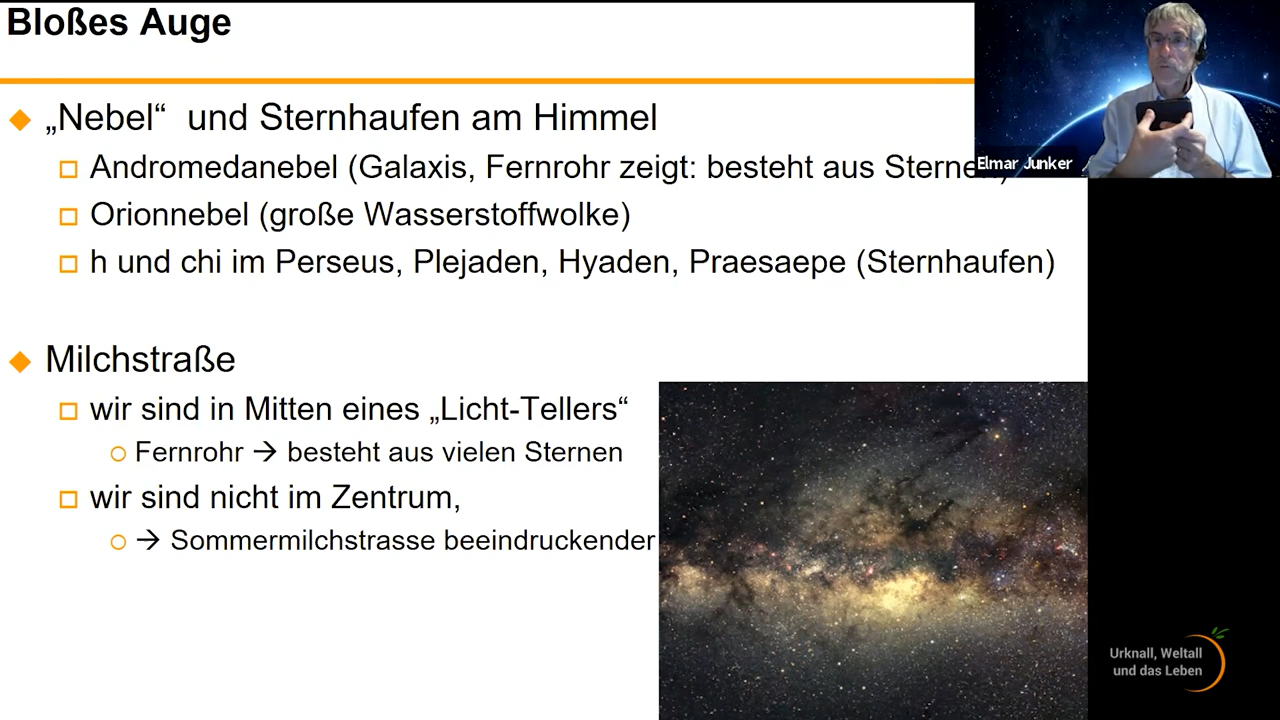 Bloßes Auge
„Nebel“ und Sternhaufen am Himmel
Andromedanebel (Galaxis, Fernrohr zeigt: besteht aus Sternen)
Orionnebel (große Wasserstoffwolke)
h und chi im Perseus, Plejaden, Hyaden, Praesaepe (Sternhaufen)
Milchstraße
wir sind in Mitten eines „Licht-Tellers“
Fernrohr → besteht aus vielen Sternen
wir sind nicht im Zentrum,
→ Sommermilchstrasse beeindruckender
Elmar Junker
Urknall, Weltall
und das Leben